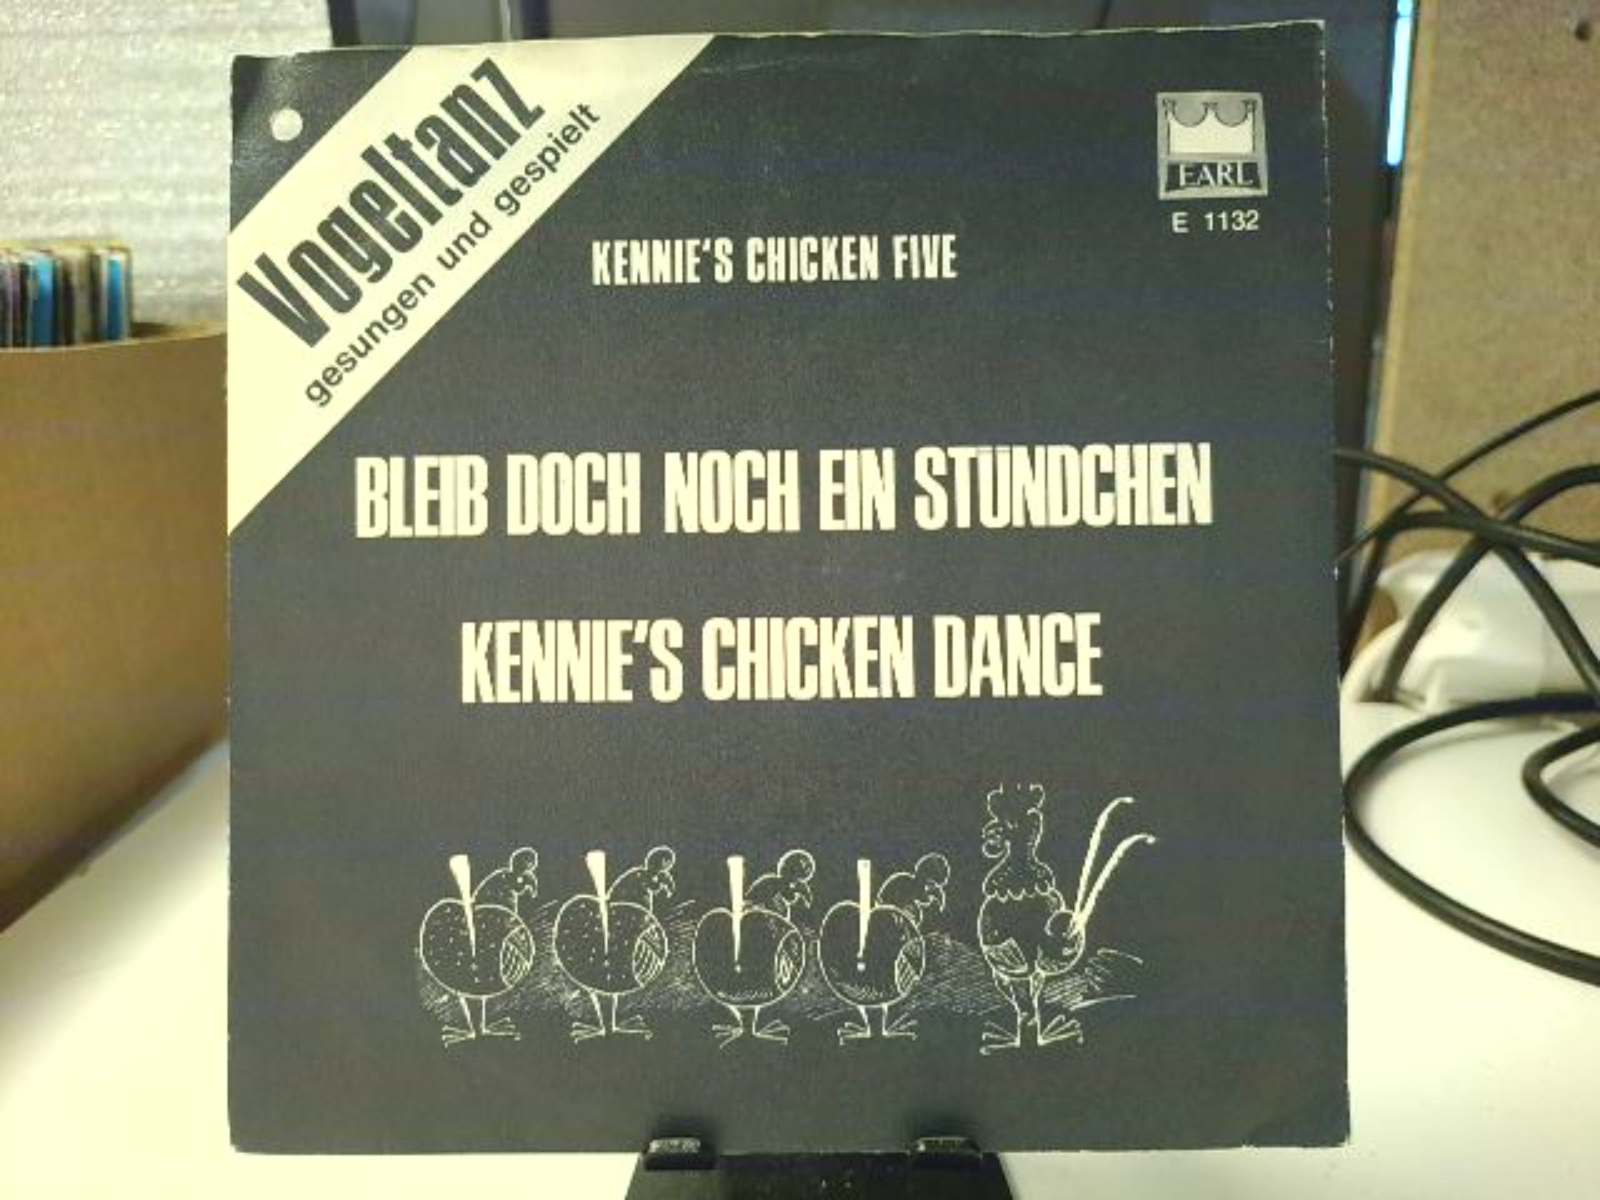 Vogeltanz
gesungen und gespielt
EARL
E 1132
KENNIE'S CHICKEN FIVE
BLEIB DOCH NOCH EIN STÜNDCHEN
KENNIE'S CHICKEN DANCE